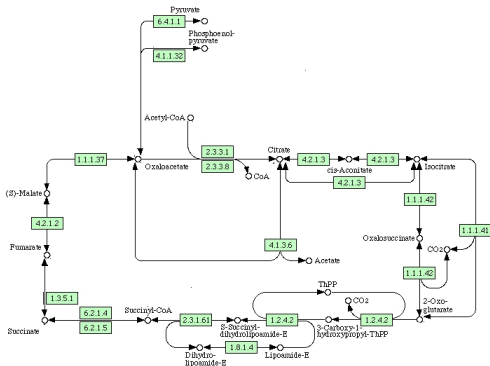 Pyruvate
6.4.1.1
Phosphoenol-
pyruvate
4.1.1.32
Acetyl-CoA
2.3.3.1
2.3.3.8
Oxaloacetate
CoA
Citrate
4.2.1.3
cis-Aconitate
4.2.1.3
Isocitrate
4.2.1.3
1.1.1.37
(S)-Malate
4.2.1.2
Fumarate
1.1.1.42
1.1.1.41
Oxalosuccinate
CO2
4.1.3.6
Acetate
1.1.1.42
1.3.5.1
Succinate
6.2.1.4
6.2.1.5
Succinyl-CoA
2.3.1.61
S-Succinyl-
dihydrolipoamide-E
ThPP
CO2
1.2.4.2
3-Carboxy-1-
hydroxypropyl-ThPP
1.2.4.2
2-Oxo-
glutarate
Dihydro-
lipoamide-E
1.8.1.4
Lipoamide-E